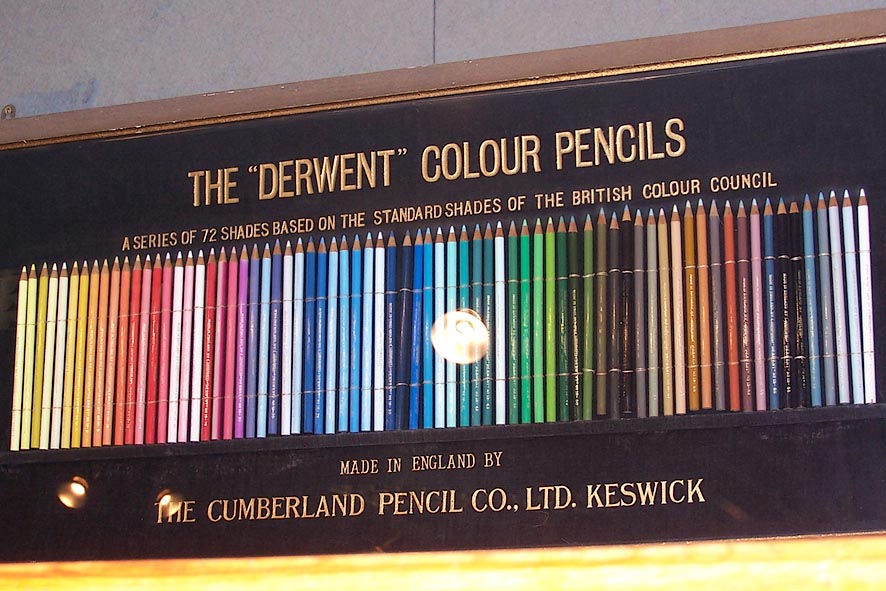 THE "DERWENT" COLOUR PENCILS
A SERIES OF 72 SHADES BASED ON THE STANDARD SHADES OF THE BRITISH COLOUR COUNCIL
MADE IN ENGLAND BY
THE CUMBERLAND PENCIL CO., LTD. KESWICK